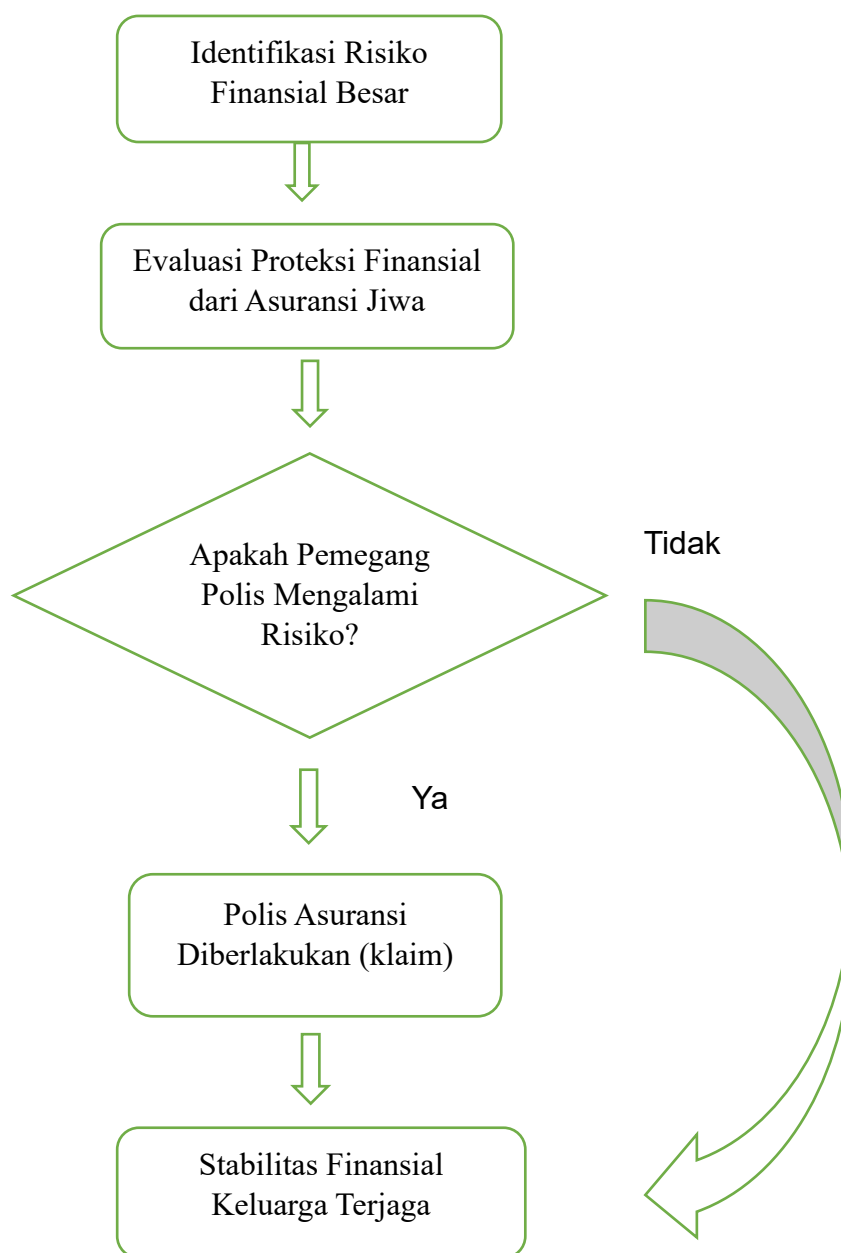 Identifikasi Risiko
Finansial Besar
Evaluasi Proteksi Finansial
dari Asuransi Jiwa
Apakah Pemegang
Polis Mengalami
Risiko?
Tidak
Ya
Polis Asuransi
Diberlakukan (klaim)
Stabilitas Finansial
Keluarga Terjaga